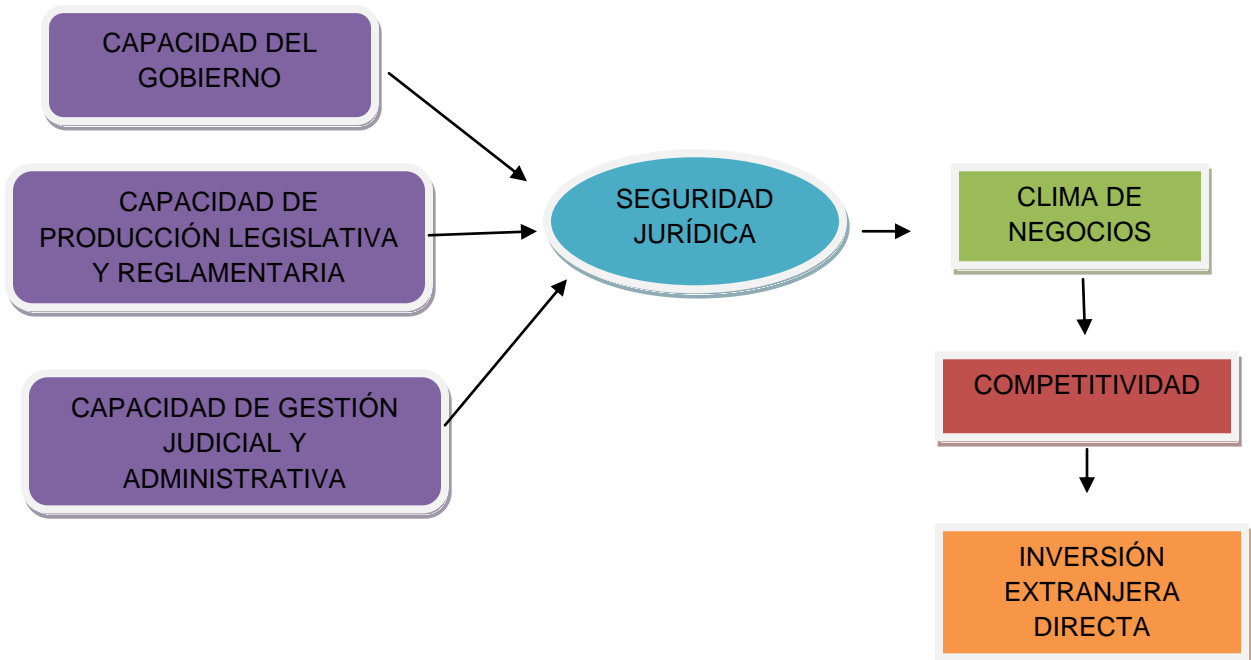 CAPACIDAD DEL
GOBIERNO
CAPACIDAD DE
PRODUCCIÓN LEGISLATIVA
Y REGLAMENTARIA
CAPACIDAD DE GESTIÓN
JUDICIAL Y
ADMINISTRATIVA
SEGURIDAD
JURÍDICA
CLIMA DE
NEGOCIOS
COMPETITIVIDAD
INVERSIÓN
EXTRANJERA
DIRECTA